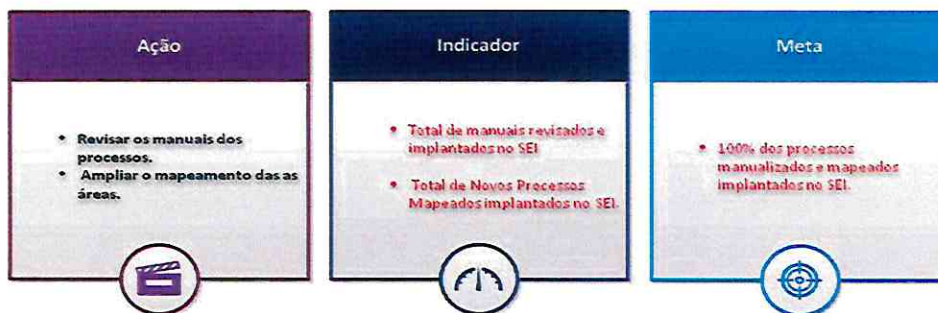 Ação
• Revisar os manuais dos
processos.
• Ampliar o mapeamento das as
áreas.
Indicador
• Total de manuais revisados e
implantados no SEI
• Total de Novos Processos
Mapeados implantados no SEI.
Meta
• 100% dos processos
manualizados e mapeados
implantados no SEI.